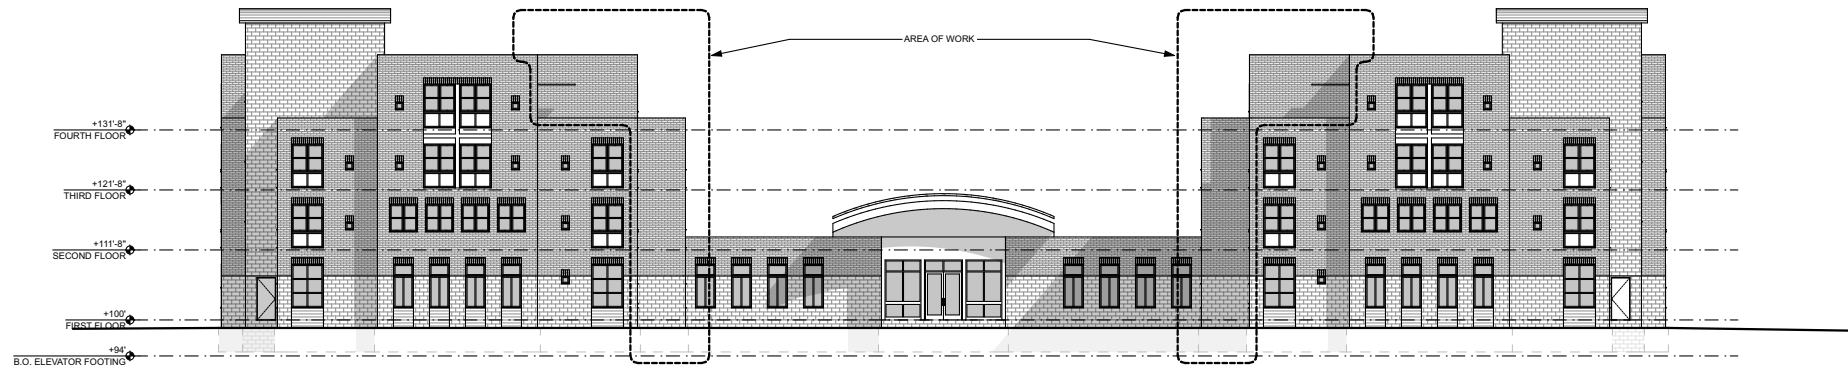 AREA OF WORK
+131'-8"
FOURTH FLOOR
+121'-8"
THIRD FLOOR
+111'-8"
SECOND FLOOR
+100'
FIRST FLOOR
+94'
B.O. ELEVATOR FOOTING